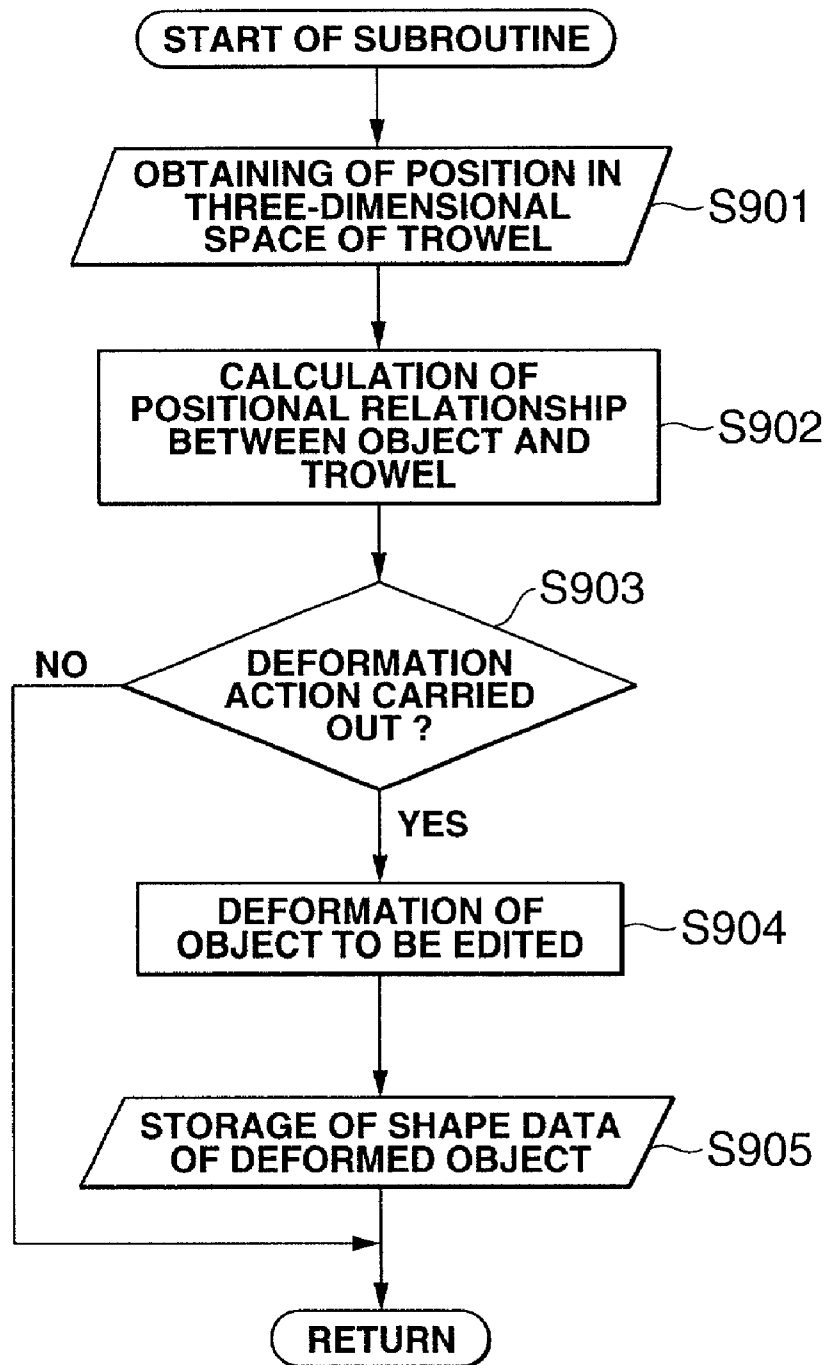 START OF SUBROUTINE
OBTAINING OF POSITION IN
THREE-DIMENSIONAL
SPACE OF TROWEL
S901
CALCULATION OF
POSITIONAL RELATIONSHIP
BETWEEN OBJECT AND
TROWEL
S902
S903
NO
DEFORMATION
ACTION CARRIED
OUT ?
YES
DEFORMATION OF
OBJECT TO BE EDITED
S904
STORAGE OF SHAPE DATA
OF DEFORMED OBJECT
S905
RETURN